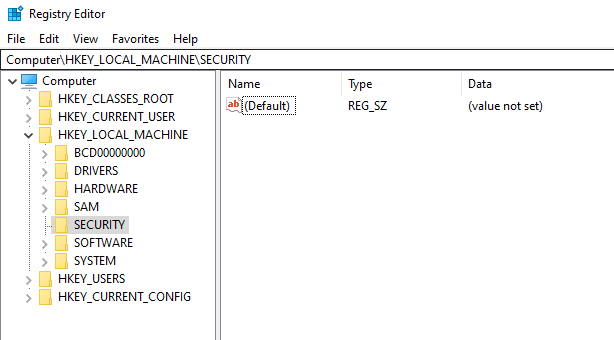 Registry Editor
File Edit View Favorites Help
Computer\HKEY_LOCAL_MACHINE\SECURITY
Computer
HKEY_CLASSES_ROOT
HKEY_CURRENT_USER
HKEY_LOCAL_MACHINE
BCD00000000
DRIVERS
HARDWARE
SAM
SECURITY
SOFTWARE
SYSTEM
HKEY_USERS
HKEY_CURRENT_CONFIG
Name Type Data
ab (Default) REG_SZ (value not set)